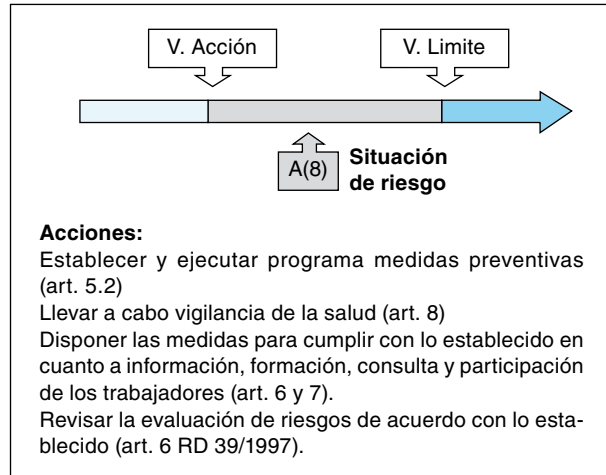 V. Acción
V. Limite
A(8)
Situación
de riesgo
Acciones:
Establecer y ejecutar programa medidas preventivas
(art. 5.2)
Llevar a cabo vigilancia de la salud (art. 8)
Disponer las medidas para cumplir con lo establecido en
cuanto a información, formación, consulta y participación
de los trabajadores (art. 6 y 7).
Revisar la evaluación de riesgos de acuerdo con lo esta-
blecido (art. 6 RD 39/1997).